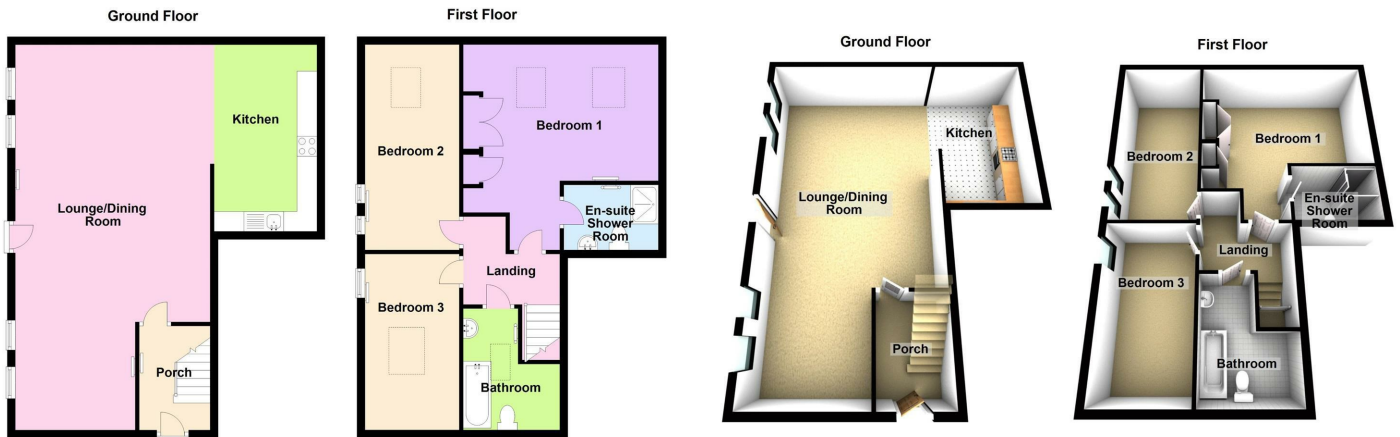 Ground Floor
Kitchen
Lounge/Dining
Room
Porch
First Floor
Bedroom 2
Bedroom 1
En-suite
Shower
Room
Landing
Bedroom 3
Bathroom
Ground Floor
Kitchen
Lounge/Dining
Room
Porch
First Floor
Bedroom 2
Bedroom 1
En-suite
Shower
Room
Landing
Bedroom 3
Bathroom